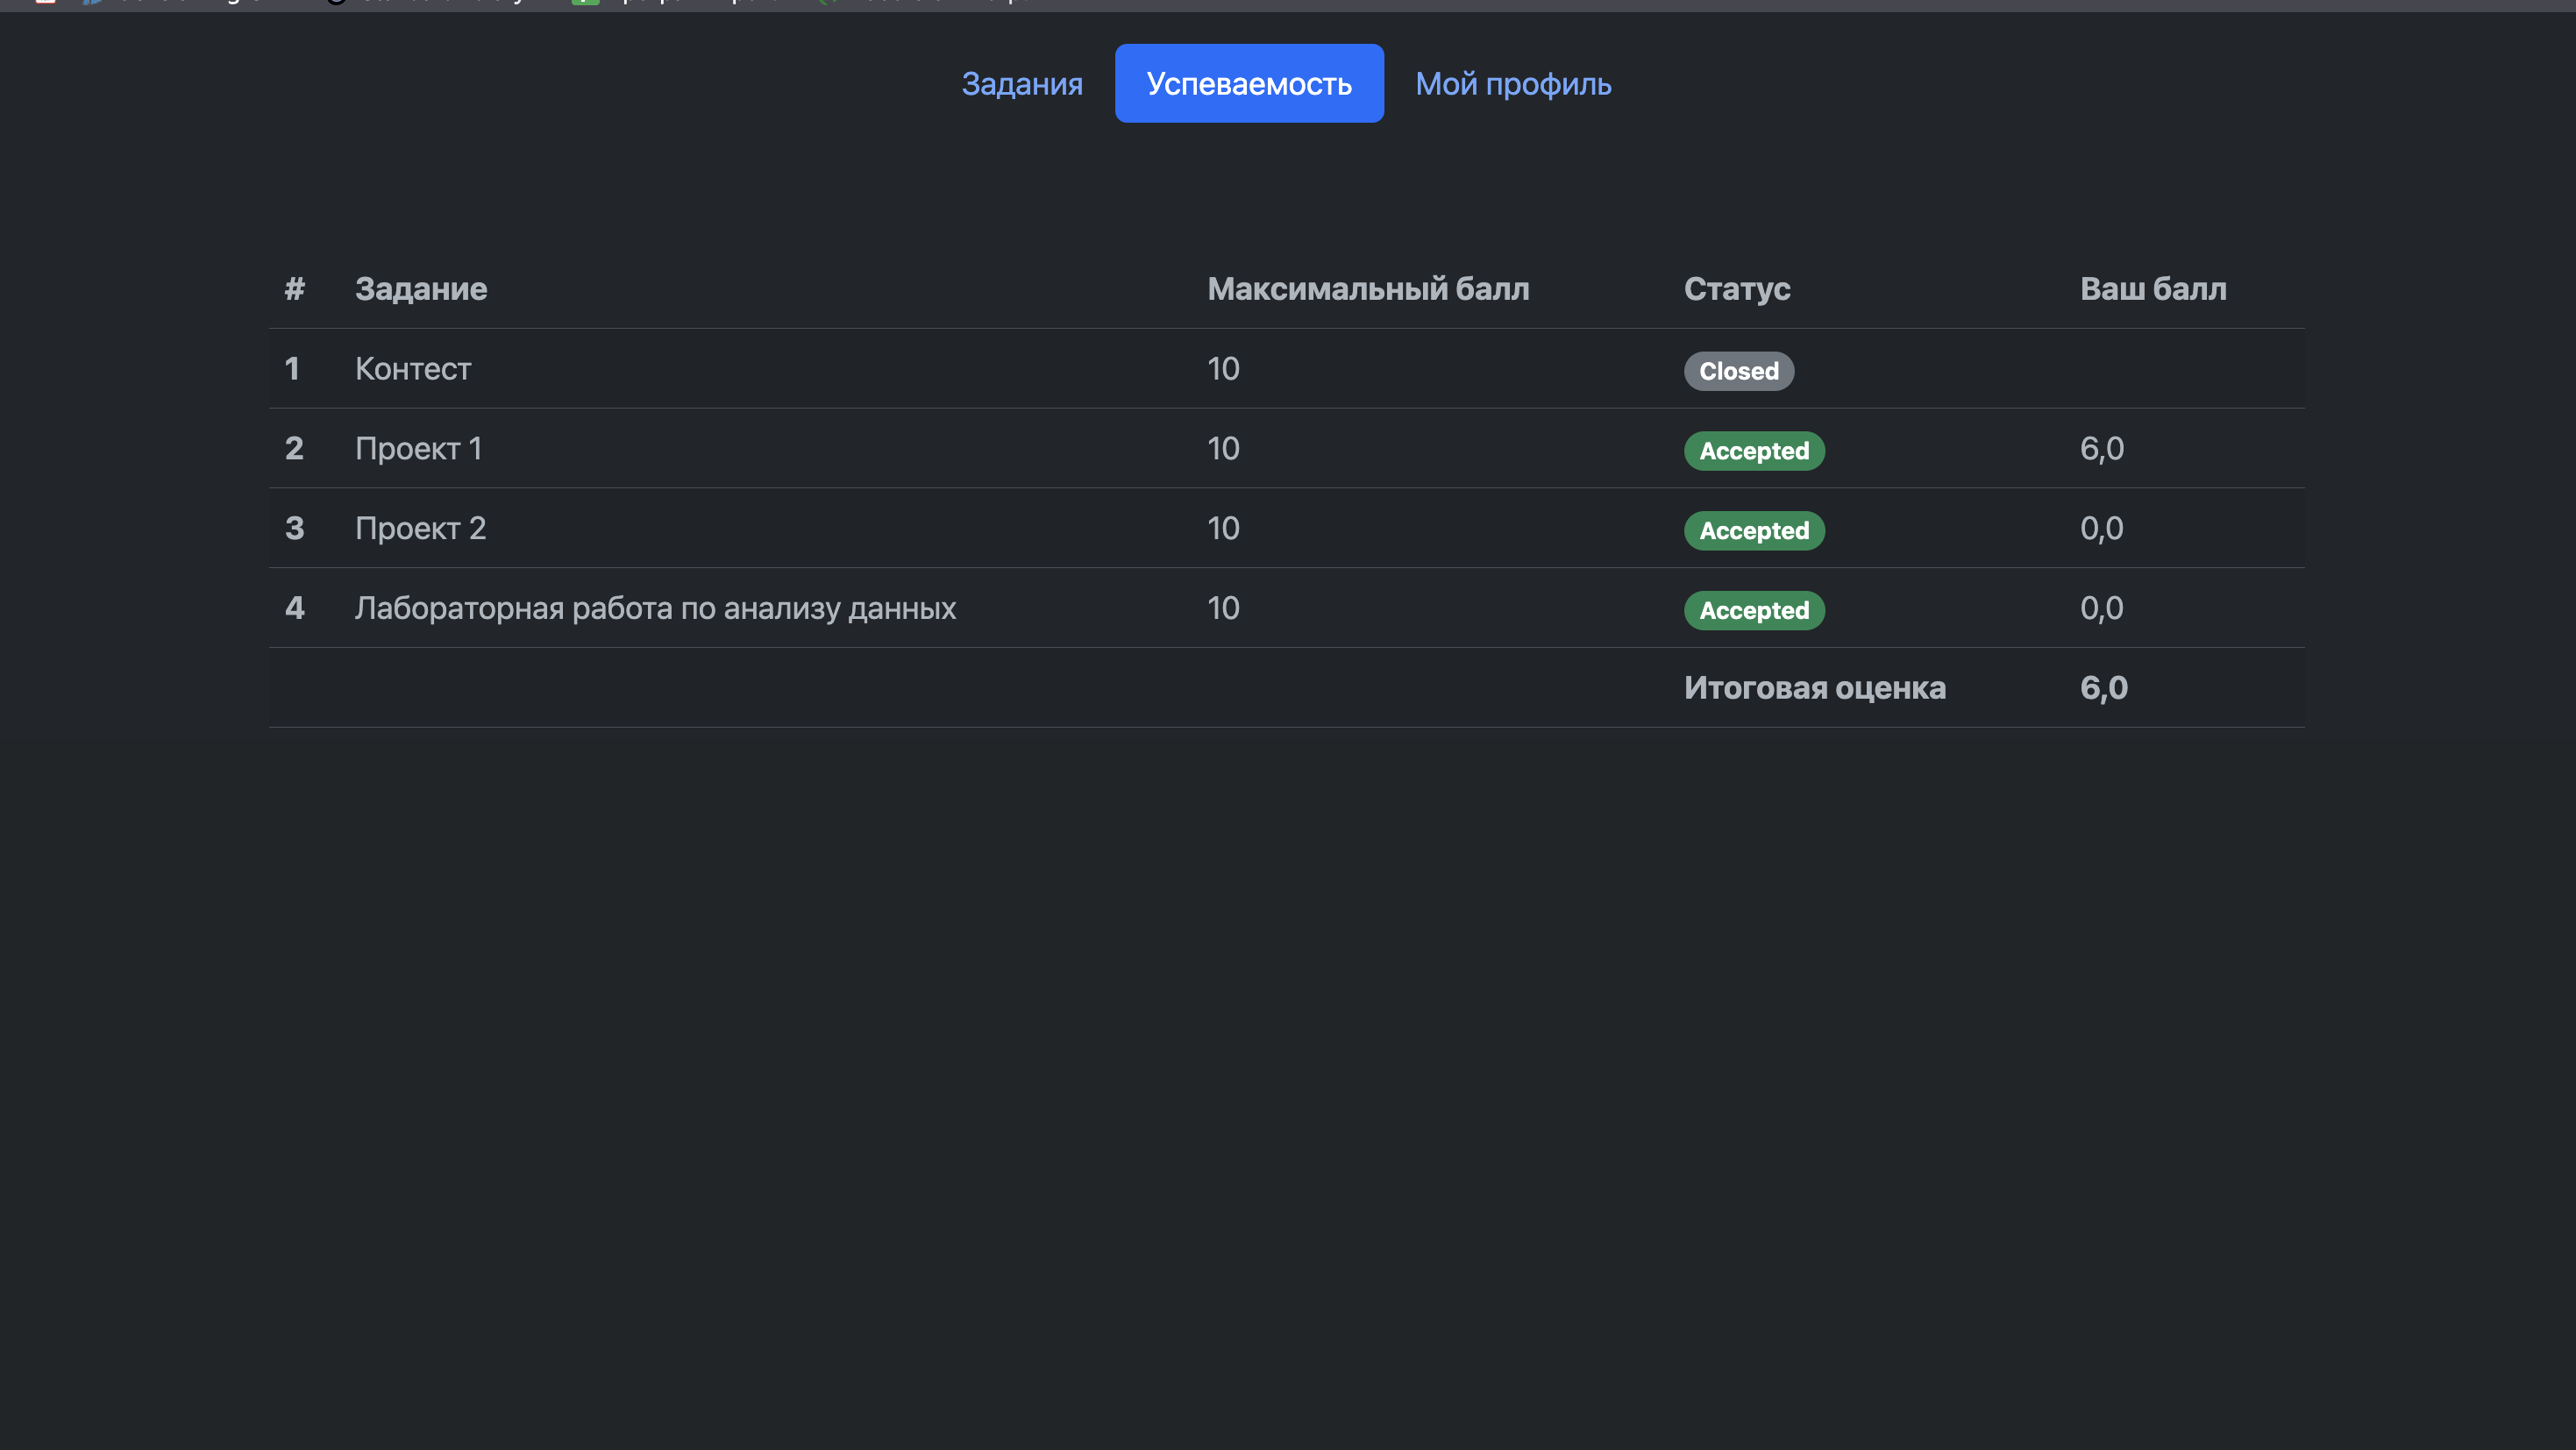 Задания Успеваемость Мой профиль
# Задание Максимальный балл Статус Ваш балл
1 Контест 10 Closed
2 Проект 1 10 Accepted 6,0
3 Проект 2 10 Accepted 0,0
4 Лабораторная работа по анализу данных 10 Accepted 0,0
Итоговая оценка 6,0